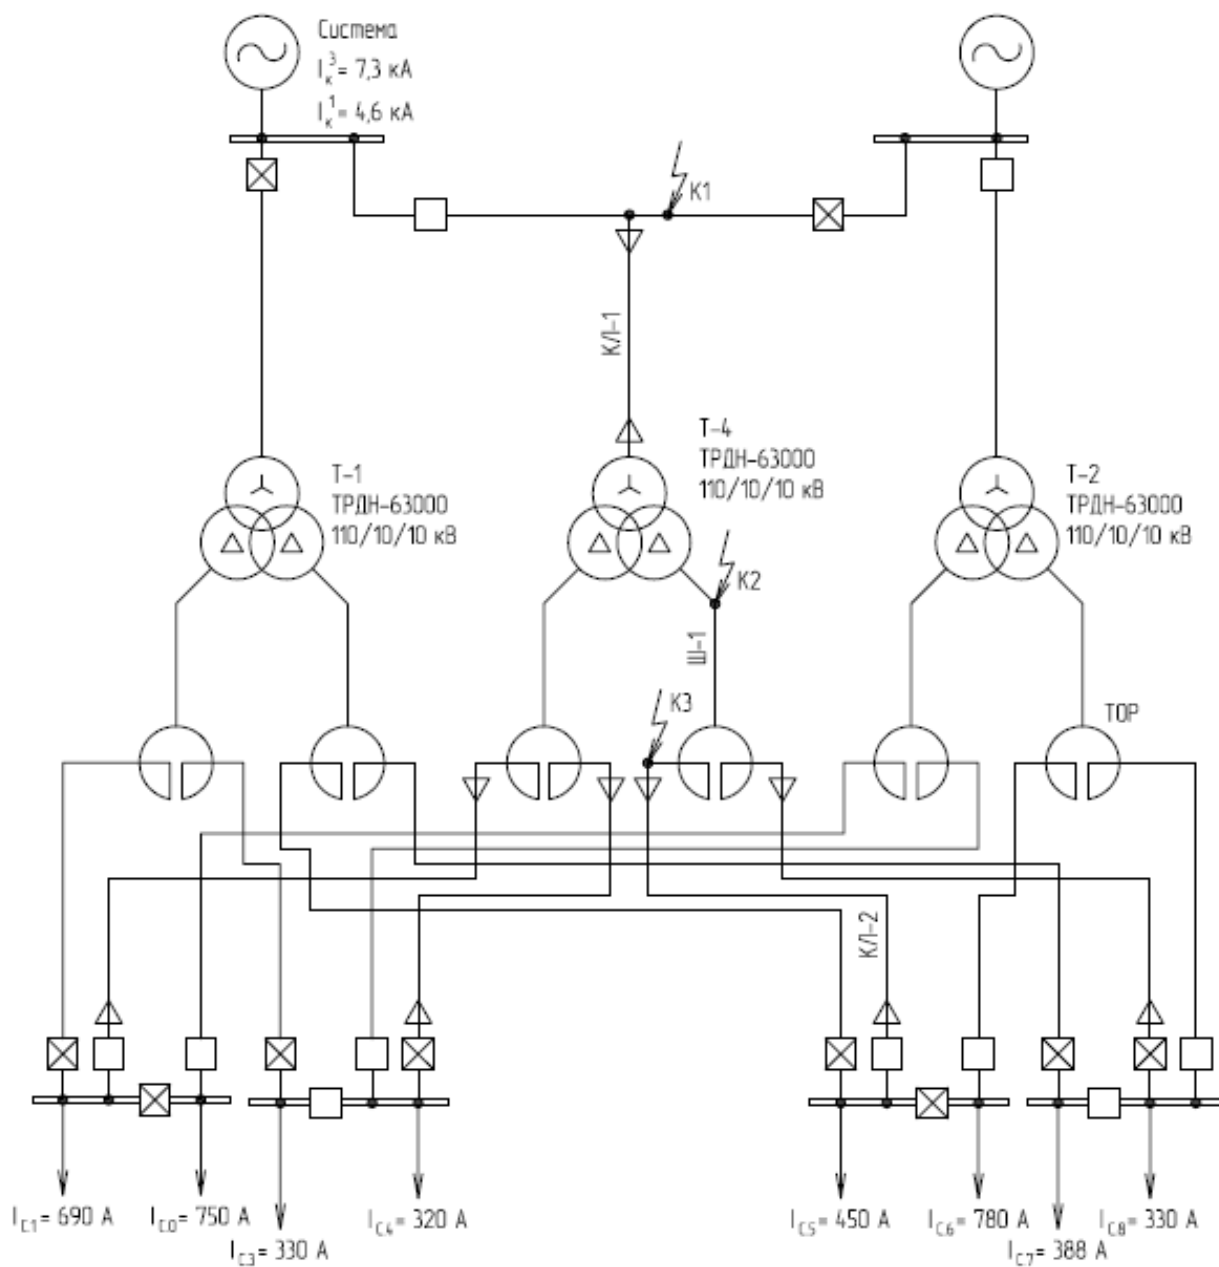 Система
I_к^3= 7,3 кА
I_к^1= 4,6 кА
К1
КЛ-1
Т-4
ТРДН-63000
110/10/10 кВ
Т-1
ТРДН-63000
110/10/10 кВ
Т-2
ТРДН-63000
110/10/10 кВ
К2
Ш-1
К3
ТОР
КЛ-2
I_C1= 690 А
I_C0= 750 А
I_C3= 330 А
I_C4= 320 А
I_C5= 450 А
I_C6= 780 А
I_C7= 388 А
I_C8= 330 А